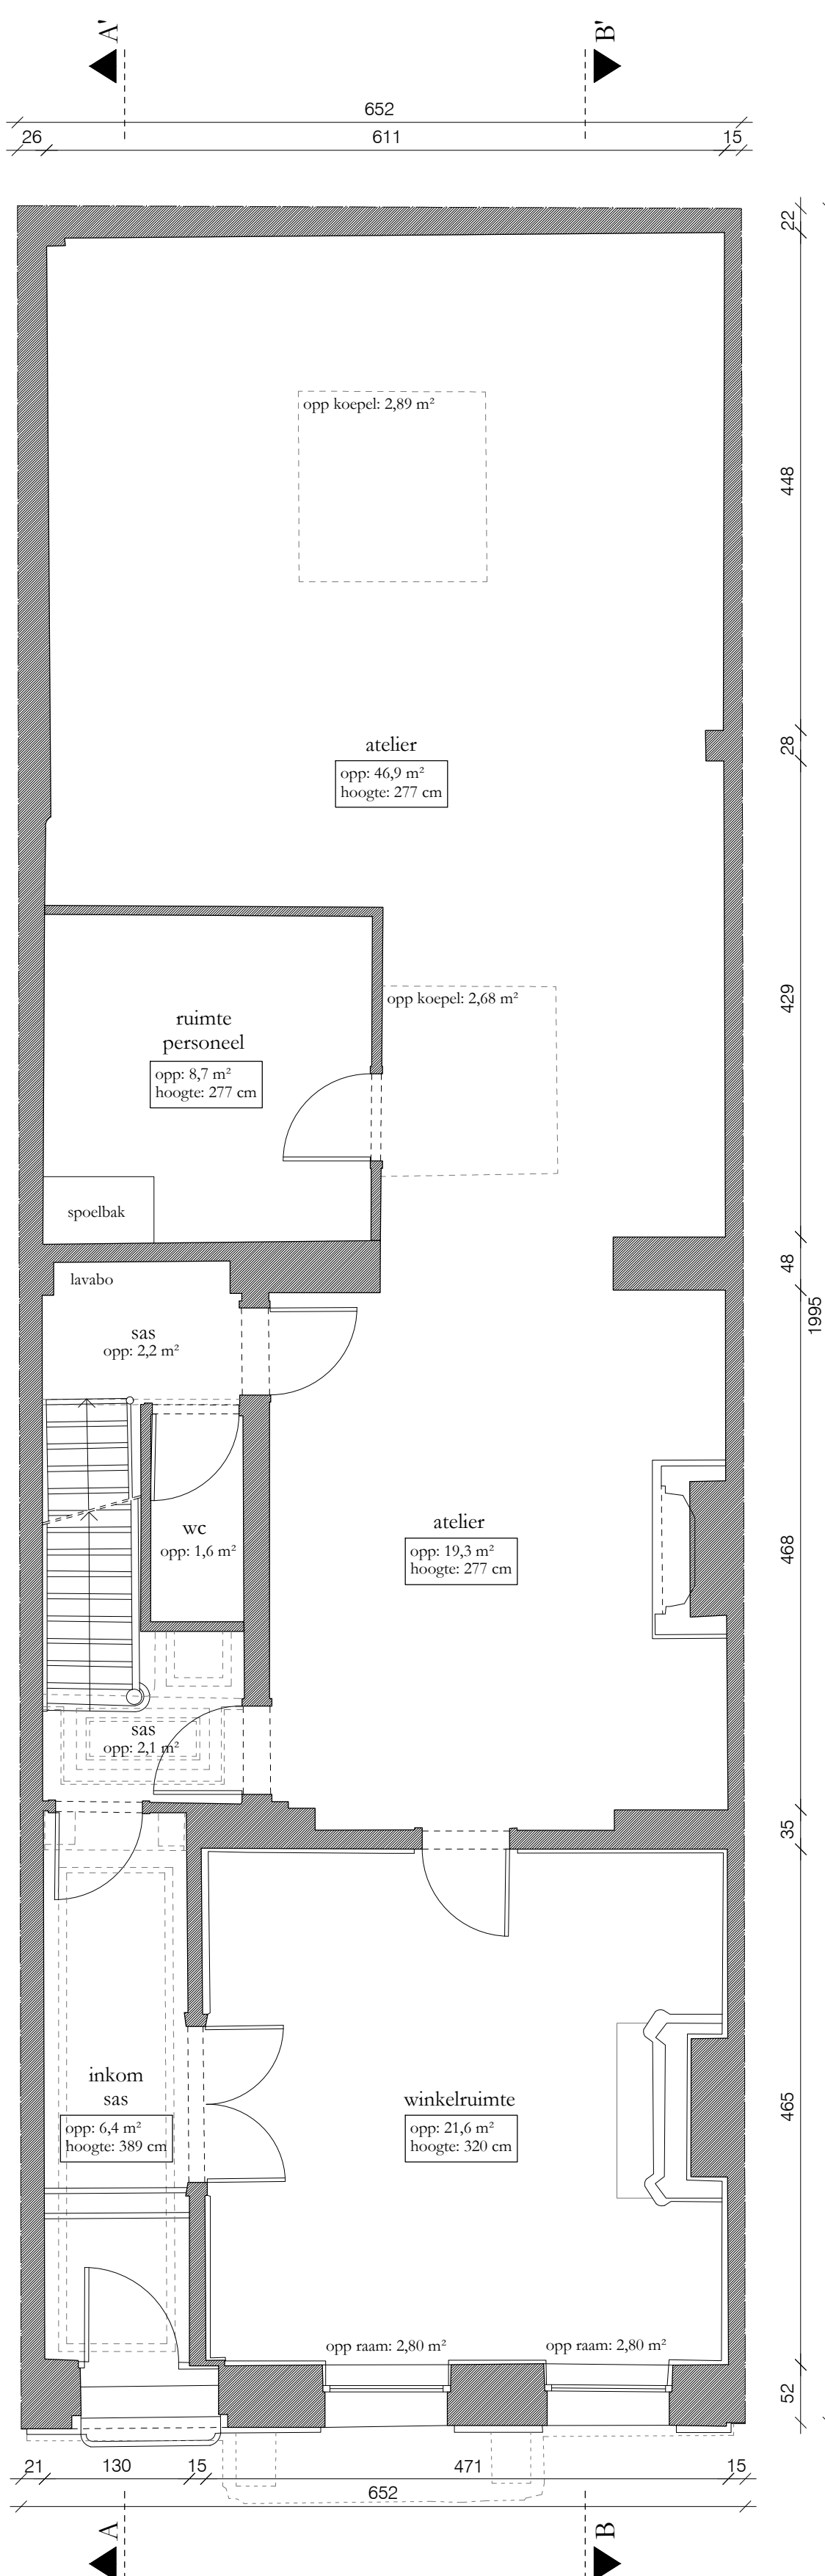 A'
B'
652
26
611
15
22
opp koepel: 2,89 m²
448
atelier
opp: 46,9 m²
hoogte: 277 cm
28
opp koepel: 2,68 m²
429
ruimte
personeel
opp: 8,7 m²
hoogte: 277 cm
spoelbak
48
lavabo
1995
sas
opp: 2,2 m²
wc
opp: 1,6 m²
atelier
opp: 19,3 m²
hoogte: 277 cm
468
sas
opp: 2,1 m²
35
inkom
sas
opp: 6,4 m²
hoogte: 389 cm
winkelruimte
opp: 21,6 m²
hoogte: 320 cm
465
opp raam: 2,80 m²
opp raam: 2,80 m²
52
21
130
15
471
15
652
A
B